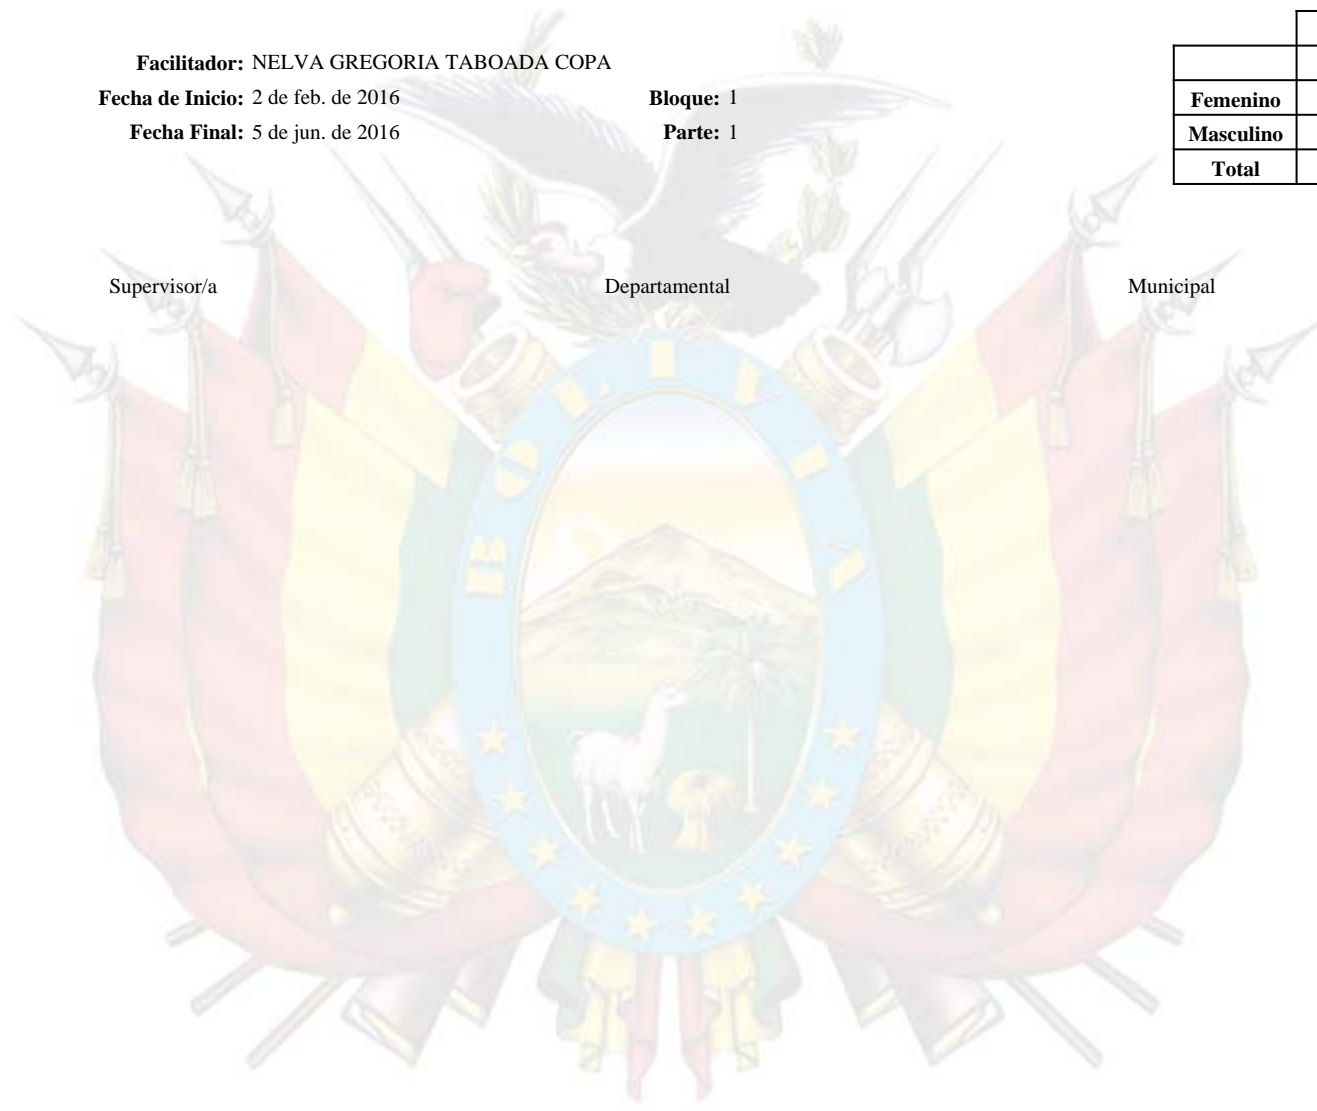 Facilitador: NELVA GREGORIA TABOADA COPA
Fecha de Inicio: 2 de feb. de 2016 Bloque: 1
Femenino
Fecha Final: 5 de jun. de 2016 Parte: 1
Masculino
Total
Supervisor/a Departamental Municipal
BOLIVIA